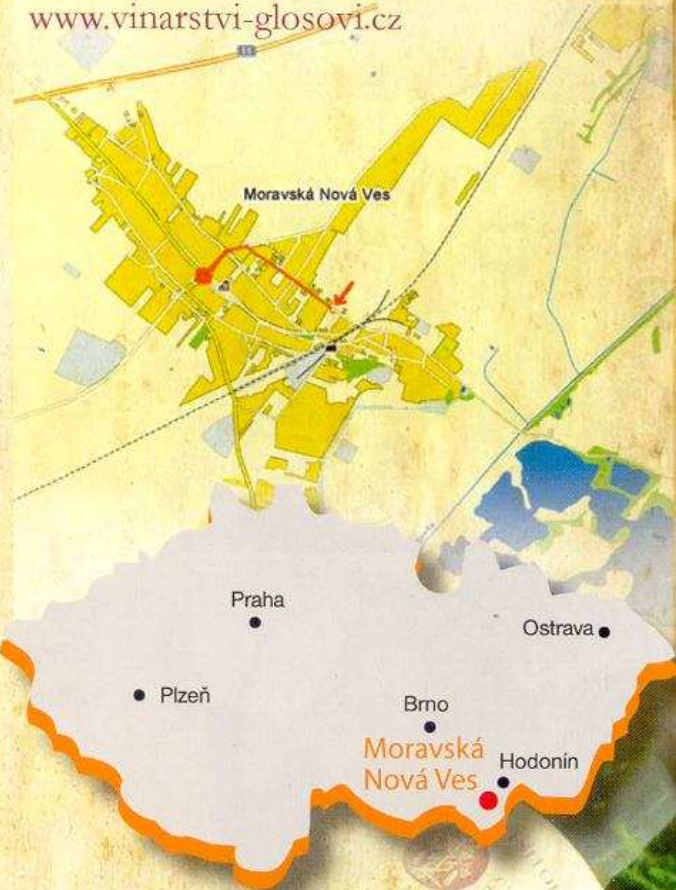 www.vinarstvi-glosovi.cz
55
Moravská Nová Ves
Praha
Ostrava
Plzeň
Brno
Moravská
Nová Ves
Hodonín